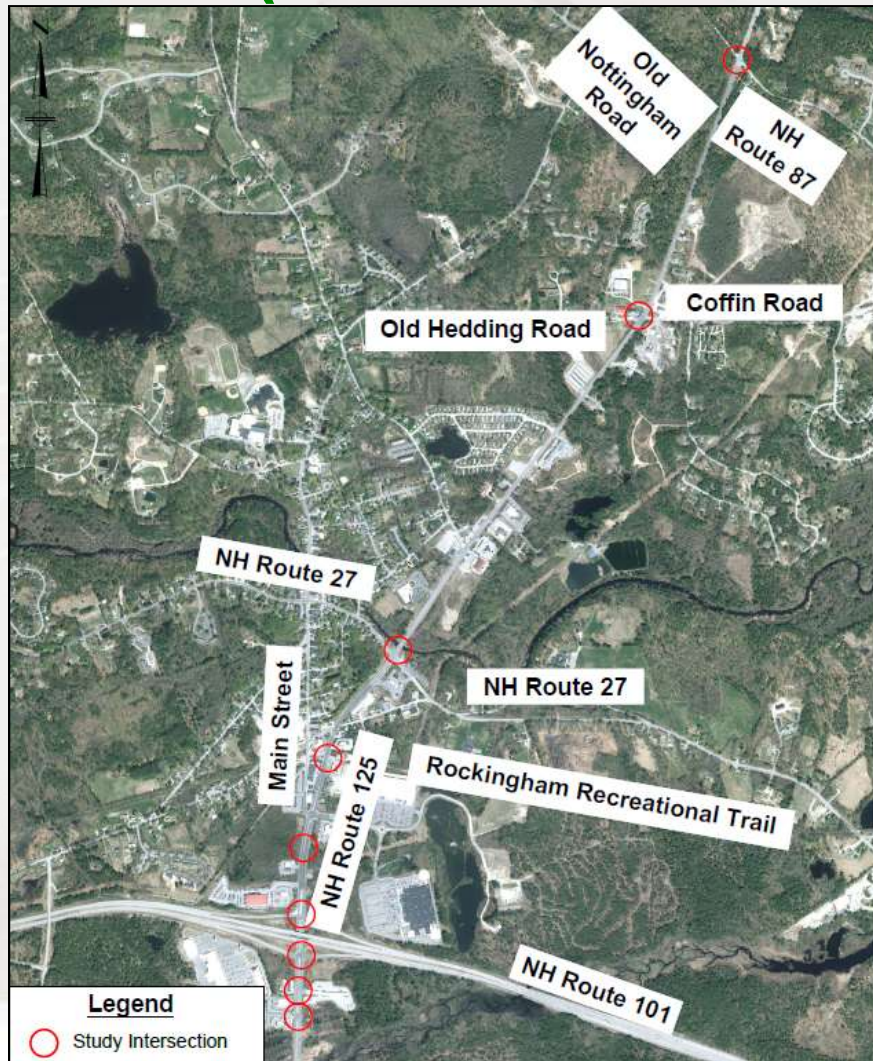 Old
Nottingham
Road
NH
Route 87
Coffin Road
Old Hedding Road
NH Route 27
NH Route 27
Main Street
Rockingham Recreational Trail
NH Route 125
NH Route 101
Legend
Study Intersection